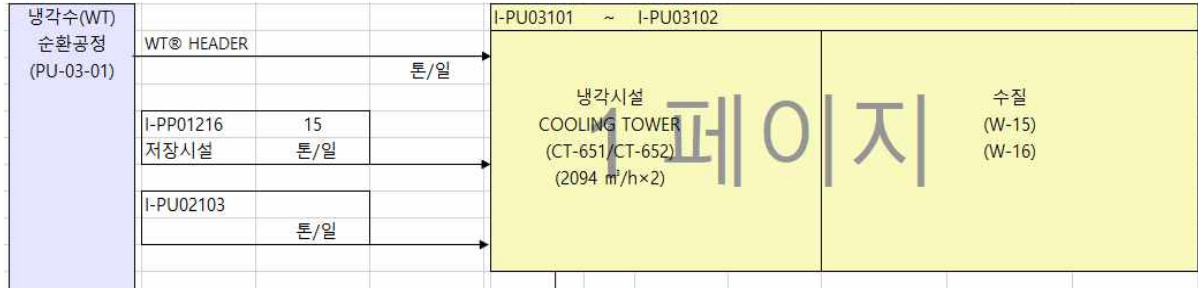 냉각수(WT)
순환공정
(PU-03-01)
WT® HEADER
톤/일
I-PP01216 15
저장시설 톤/일
I-PU02103
톤/일
I-PU03101 ~ I-PU03102
냉각시설
COOLING TOWER
(CT-651/CT-652)
(2094 ㎥/h×2)
수질
(W-15)
(W-16)
1 페이지